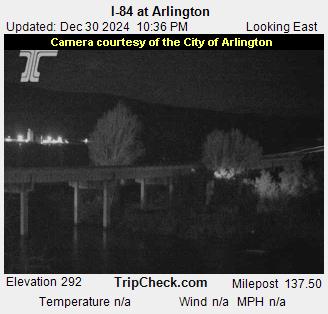 I-84 at Arlington
Updated: Dec 30 2024 10:36 PM Looking East
Camera courtesy of the City of Arlington
Elevation 292 TripCheck.com Milepost 137.50
Temperature n/a Wind n/a MPH n/a